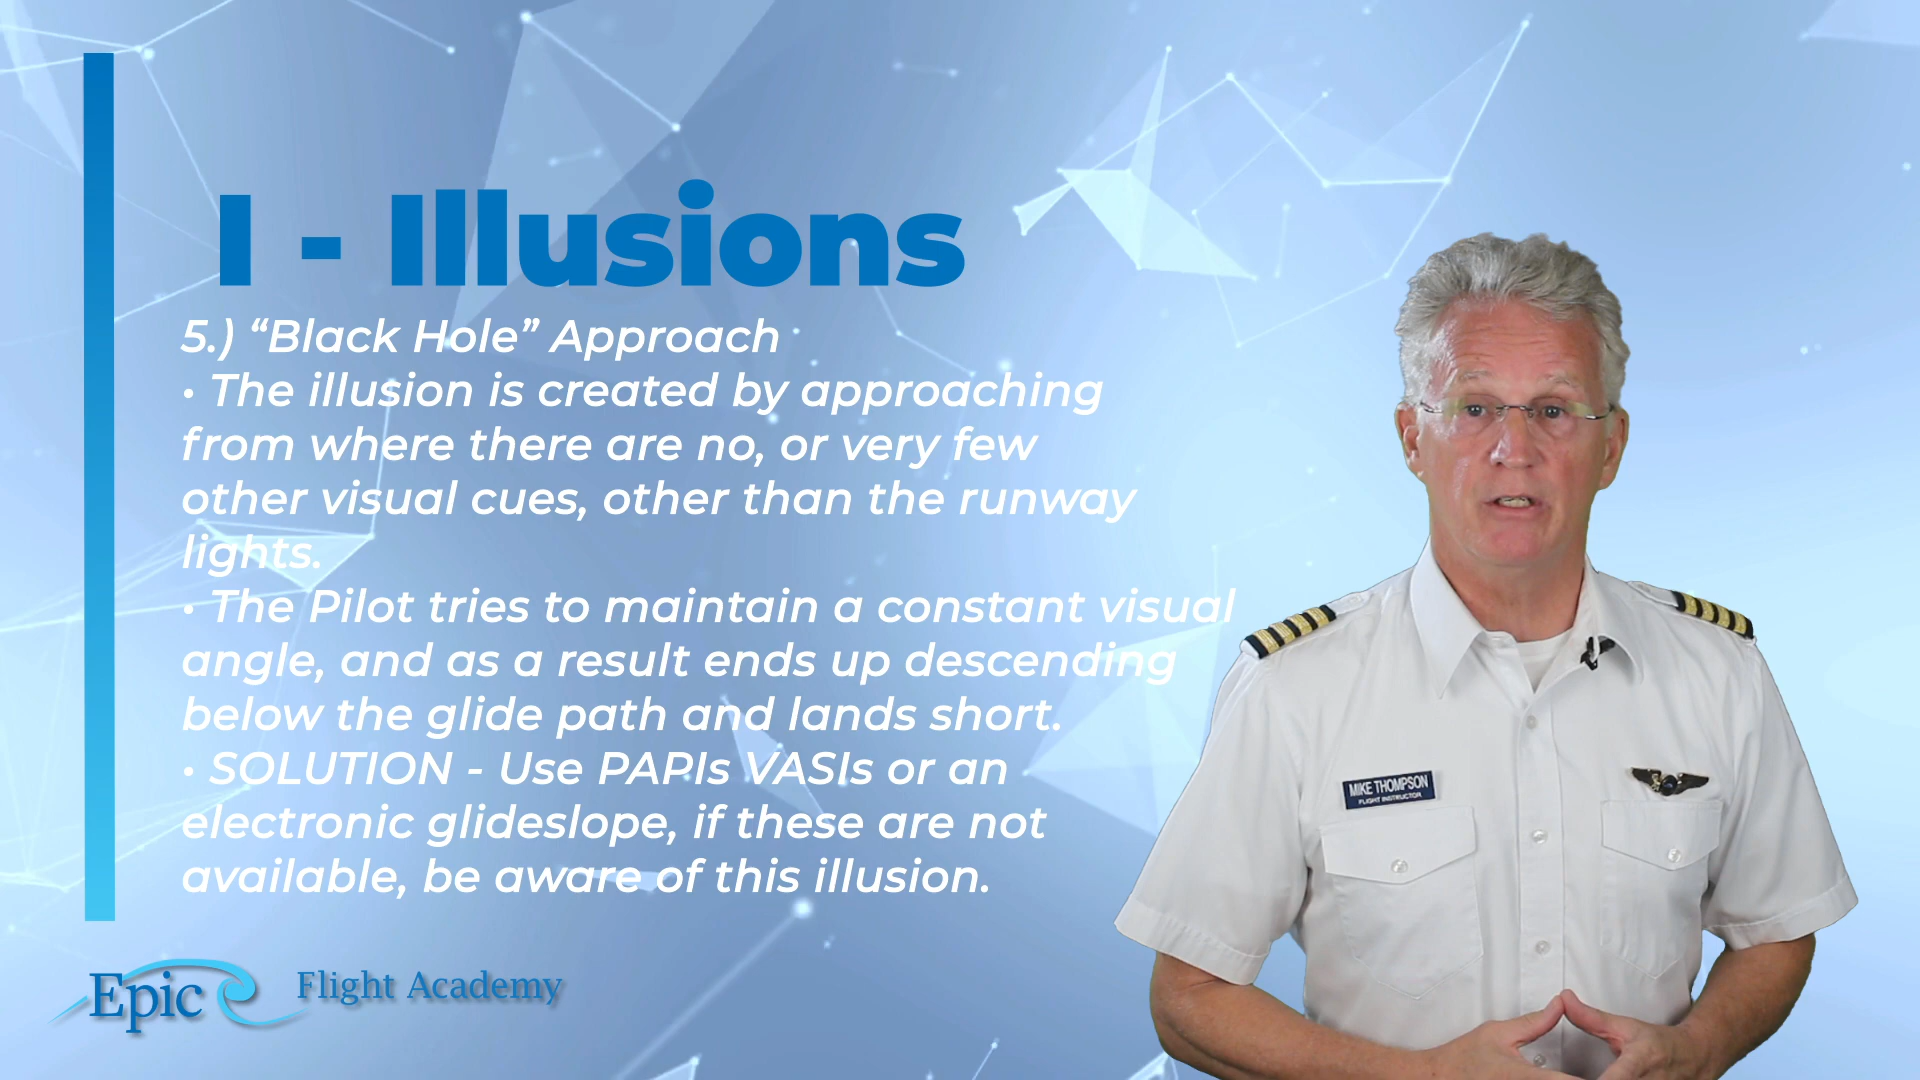 I - Illusions
5.) “Black Hole” Approach
• The illusion is created by approaching
from where there are no, or very few
other visual cues, other than the runway
lights.
• The Pilot tries to maintain a constant visual
angle, and as a result ends up descending
below the glide path and lands short.
• SOLUTION - Use PAPIs VASIs or an
electronic glideslope, if these are not
available, be aware of this illusion.
MIKE THOMPSON
FLIGHT INSTRUCTOR
Epic Flight Academy